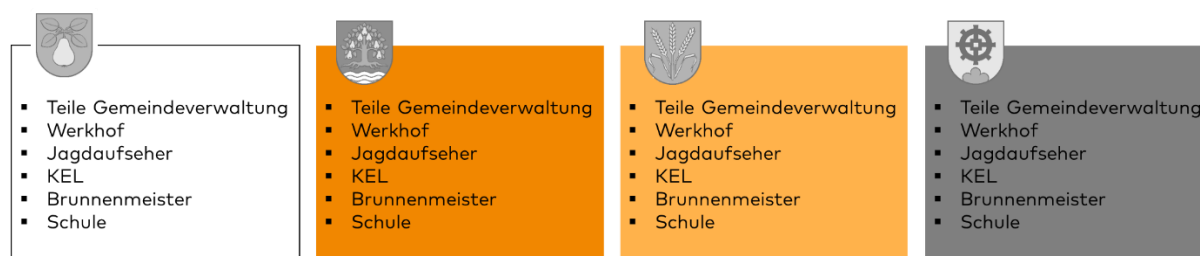 ▪ Teile Gemeindeverwaltung
▪ Werkhof
▪ Jagdaufseher
▪ KEL
▪ Brunnenmeister
▪ Schule
▪ Teile Gemeindeverwaltung
▪ Werkhof
▪ Jagdaufseher
▪ KEL
▪ Brunnenmeister
▪ Schule
▪ Teile Gemeindeverwaltung
▪ Werkhof
▪ Jagdaufseher
▪ KEL
▪ Brunnenmeister
▪ Schule
▪ Teile Gemeindeverwaltung
▪ Werkhof
▪ Jagdaufseher
▪ KEL
▪ Brunnenmeister
▪ Schule